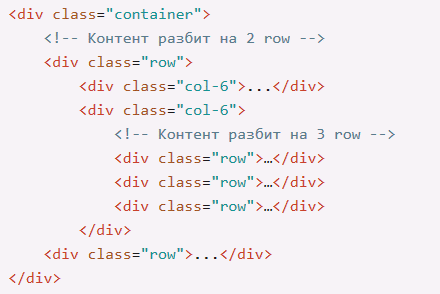 <div class="container">
<!-- Контент разбит на 2 row -->
<div class="row">
<div class="col-6">...</div>
<div class="col-6">
<!-- Контент разбит на 3 row -->
<div class="row">…</div>
<div class="row">…</div>
<div class="row">…</div>
</div>
<div class="row">...</div>
</div>